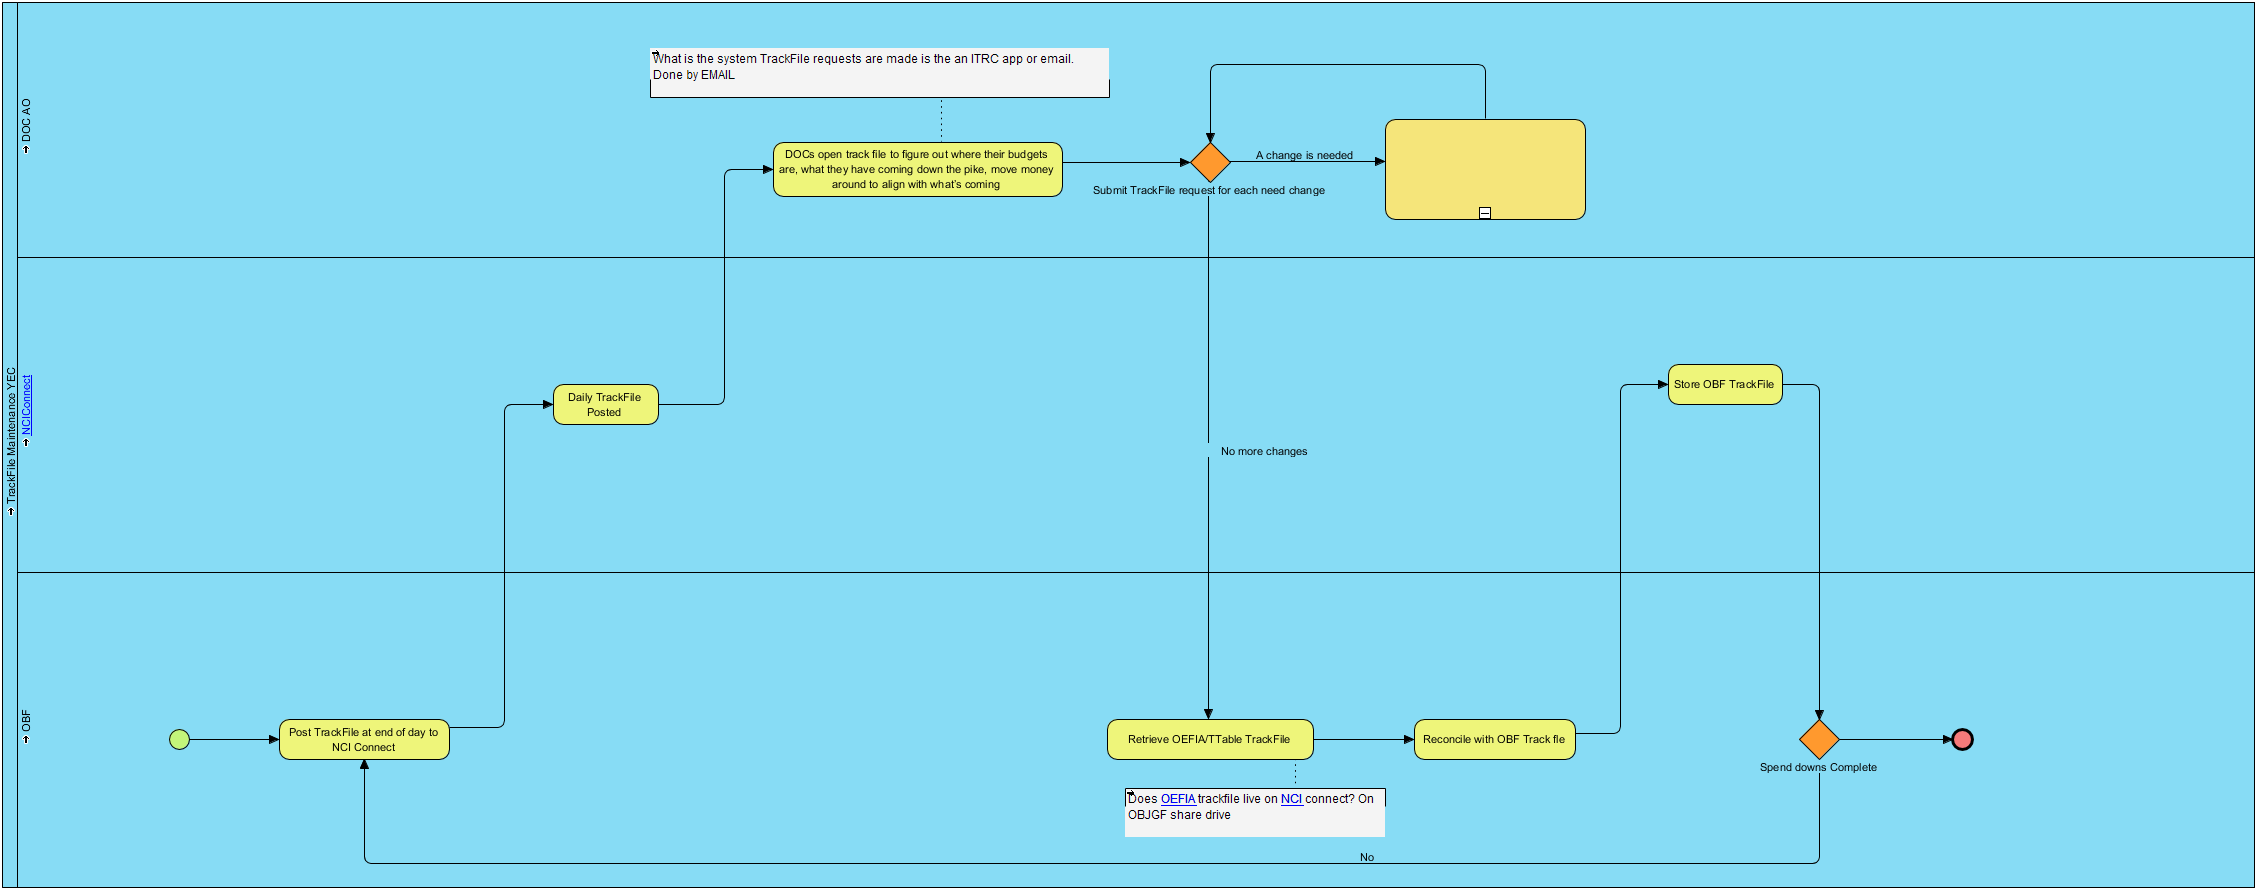 What is the system TrackFile requests are made is the an ITRC app or email.
Done by EMAIL
DOC AO
DOCs open track file to figure out where their budgets
are, what they have coming down the pike, move money
around to align with what's coming
A change is needed
Submit TrackFile request for each need change
TrackFile Maintenance YEC
NCIConnect
Daily TrackFile
Posted
Store OBF TrackFile
No more changes
OBF
Post TrackFile at end of day to
NCI Connect
Retrieve OEFIA/TTable TrackFile
Reconcile with OBF Track fle
Spend downs Complete
Does OEFIA trackfile live on NCI connect? On
OBJGF share drive
No